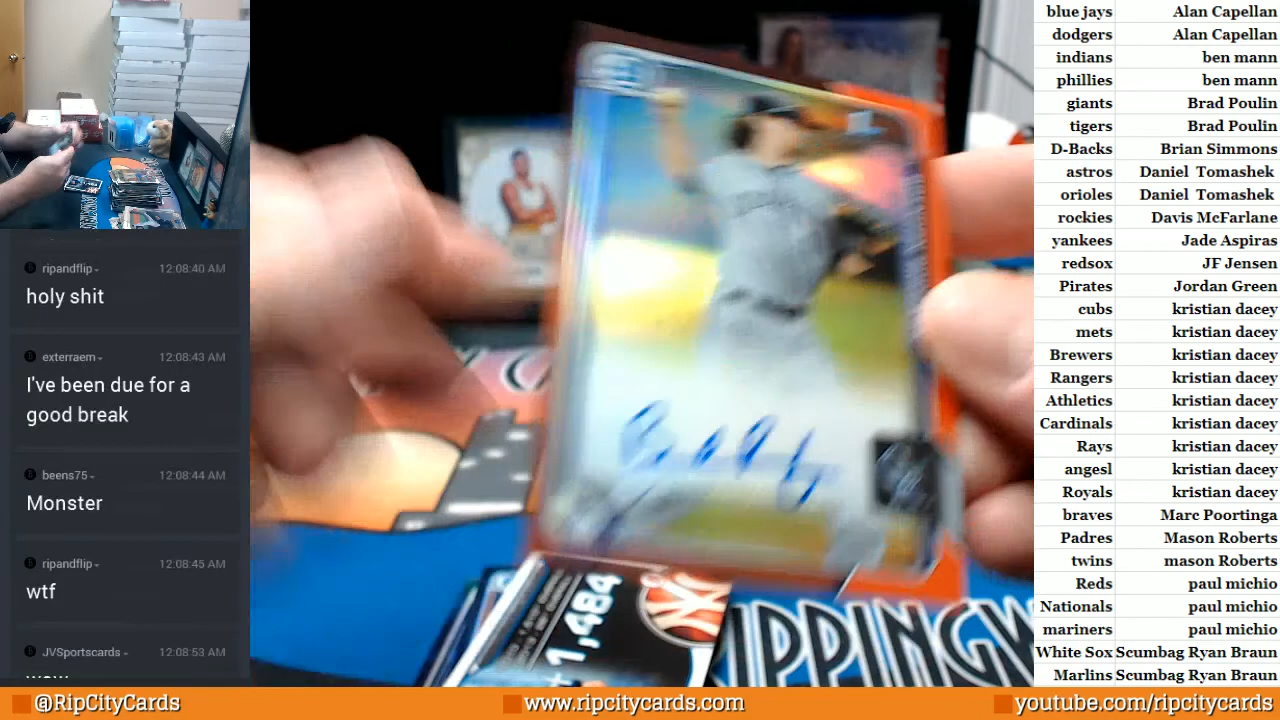 ripandflip
12:08:40 AM
holy shit
exterraem
12:08:43 AM
I've been due for a
good break
beens75
12:08:44 AM
Monster
ripandflip
12:08:45 AM
wtf
JVSportscards
12:08:53 AM
1,484
IPPINGW
blue jays Alan Capellan
dodgers Alan Capellan
indians ben mann
phillies ben mann
giants Brad Poulin
tigers Brad Poulin
D-Backs Brian Simmons
astros Daniel Tomashek
orioles Daniel Tomashek
rockies Davis McFarlane
yankees Jade Aspiras
redsox JF Jensen
Pirates Jordan Green
cubs kristian dacey
mets kristian dacey
Brewers kristian dacey
Rangers kristian dacey
Athletics kristian dacey
Cardinals kristian dacey
Rays kristian dacey
angesl kristian dacey
Royals kristian dacey
braves Marc Poortinga
Padres Mason Roberts
twins mason Roberts
Reds paul michio
Nationals paul michio
mariners paul michio
White Sox Scumbag Ryan Braun
Marlins Scumbag Ryan Braun
@RipCityCards
www.ripcitycards.com
youtube.com/ripcitycards